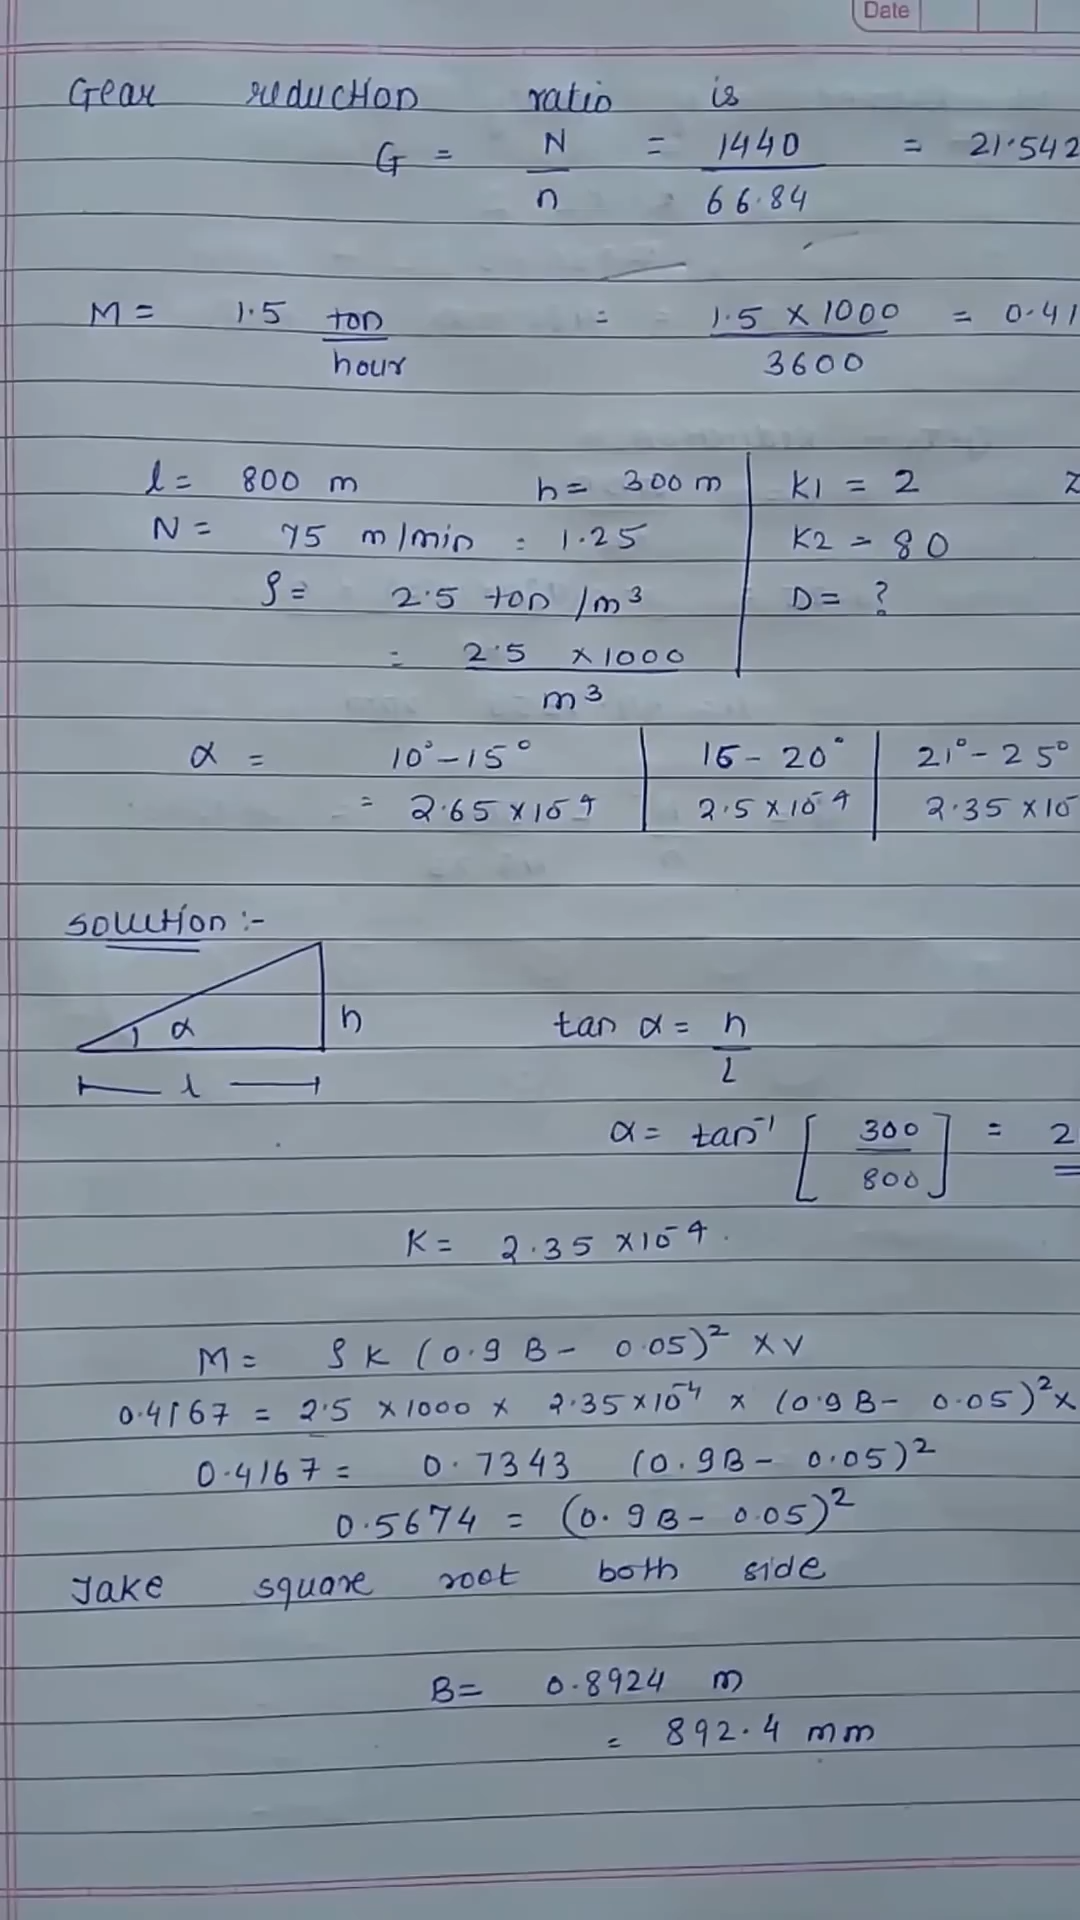 Date
Gear reduction ratio is
G = N/n = 1440/66.84 = 21.542
M = 1.5 ton/hour = 1.5 × 1000/3600 = 0.41
l = 800 m h = 300 m K1 = 2 Z
N = 75 m/min = 1.25 K2 = 80
ρ = 2.5 ton/m³ D = ?
= 2.5 × 1000/m³
α = 10° - 15° 16 - 20° 21° - 25°
= 2.65 × 10⁻⁴ 2.5 × 10⁻⁴ 2.35 × 10
Solution :-
α h tan α = h/L
l
α = tan⁻¹ [300/800] = 2
K = 2.35 × 10⁻⁴.
M = ρ K (0.9 B - 0.05)² × V
0.4167 = 2.5 × 1000 × 2.35 × 10⁻⁴ × (0.9 B - 0.05)² ×
0.4167 = 0.7343 (0.9B - 0.05)²
0.5674 = (0.9B - 0.05)²
Take square root both side
B = 0.8924 m
= 892.4 mm